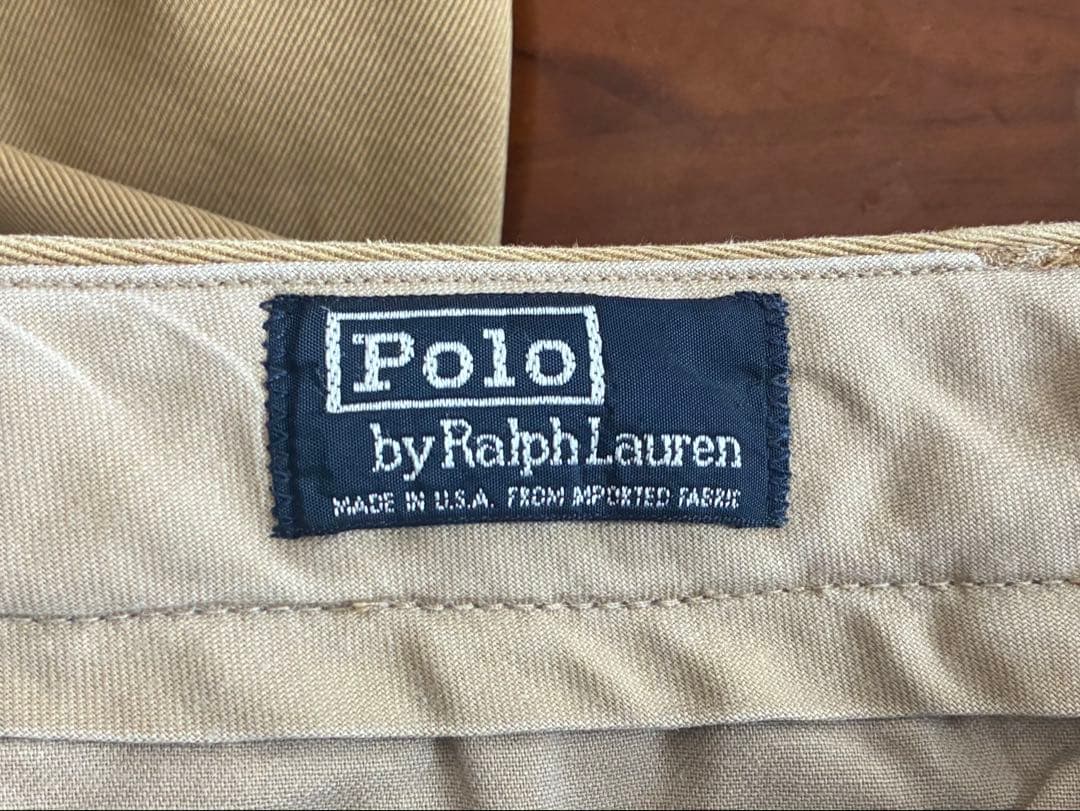 Polo
by Ralph Lauren
MADE IN U.S.A. FROM IMPORTED FABRIC